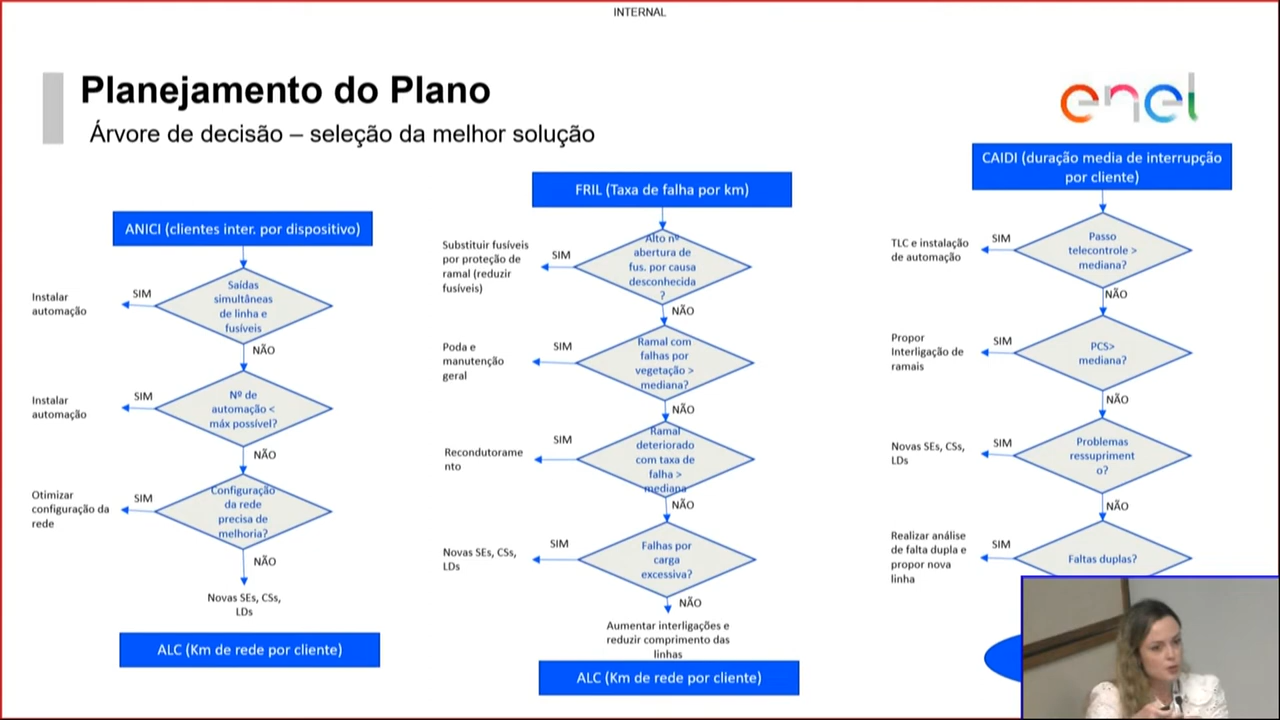 INTERNAL
Planejamento do Plano
Árvore de decisão – seleção da melhor solução
enel
ANICI (clientes inter. por dispositivo)
Saídas
simultâneas
de linha e
fusíveis
SIM
Instalar
automação
NÃO
Nº de
automação <
máx possível?
SIM
Instalar
automação
NÃO
Configuração
da rede
precisa de
melhoria?
SIM
Otimizar
configuração da
rede
NÃO
Novas SEs, CSs,
LDs
ALC (Km de rede por cliente)
FRIL (Taxa de falha por km)
Alto nº
abertura de
fus. por causa
desconhecida
?
SIM
Substituir fusíveis
por proteção de
ramal (reduzir
fusíveis)
NÃO
Ramal com
falhas por
vegetação >
mediana?
SIM
Poda e
manutenção
geral
NÃO
Ramal
deteriorado
com taxa de
falha >
mediana
SIM
Recondutorame
nto
NÃO
Falhas por
carga
excessiva?
SIM
Novas SEs, CSs,
LDs
NÃO
Aumentar interligações e
reduzir comprimento das
linhas
ALC (Km de rede por cliente)
CAIDI (duração media de interrupção
por cliente)
Passo
telecontrole >
mediana?
SIM
TLC e instalação
de automação
NÃO
PCS>
mediana?
SIM
Propor
Interligação de
ramais
NÃO
Problemas
ressupriment
o?
SIM
Novas SEs, CSs,
LDs
NÃO
Faltas duplas?
SIM
Realizar análise
de falta dupla e
propor nova
linha